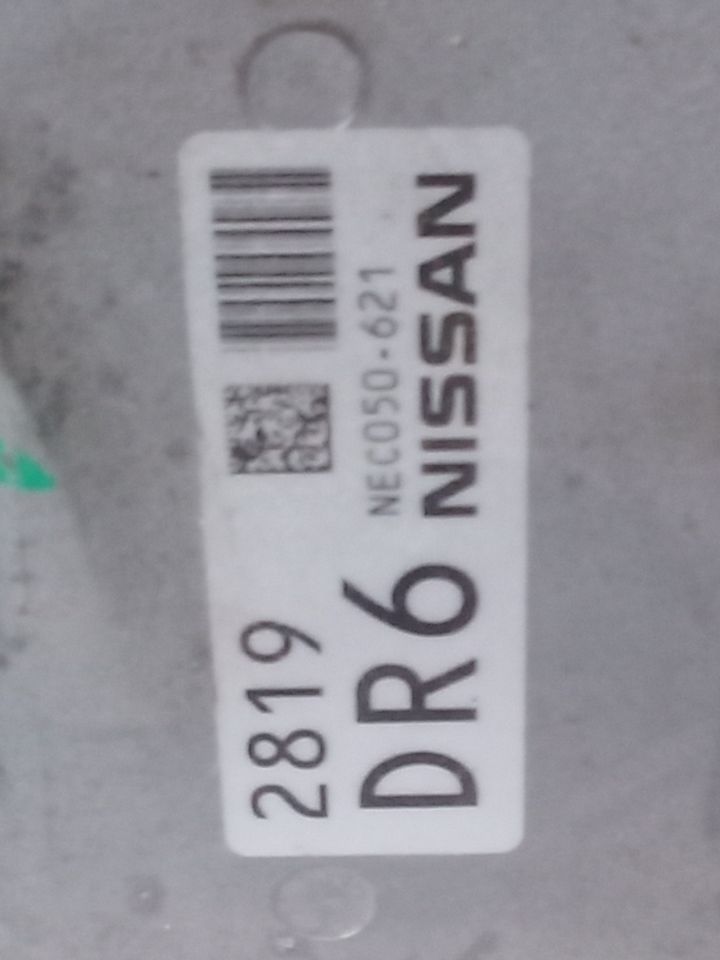 2819
DR6
NEC050-621
NISSAN